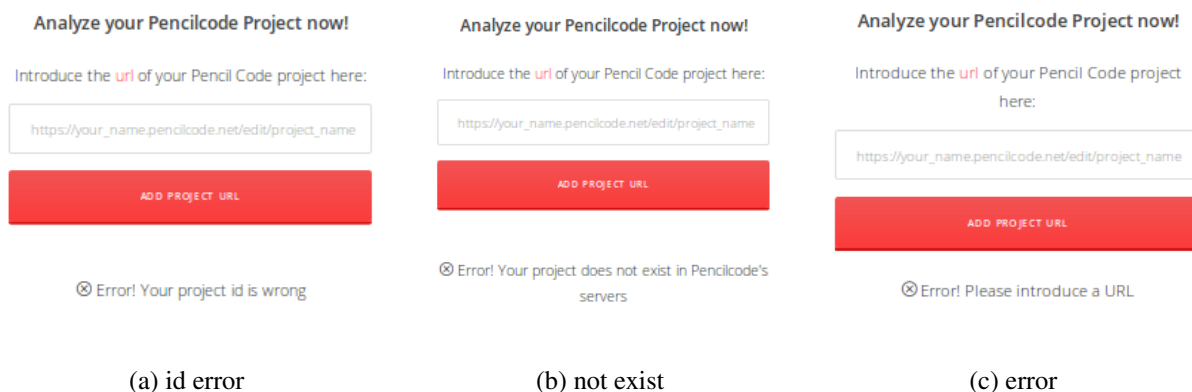 Analyze your Pencilcode Project now!
Introduce the url of your Pencil Code project here:
https://your_name.pencilcode.net/edit/project_name
ADD PROJECT URL
⊗ Error! Your project id is wrong
(a) id error
Analyze your Pencilcode Project now!
Introduce the url of your Pencil Code project here:
https://your_name.pencilcode.net/edit/project_name
ADD PROJECT URL
⊗ Error! Your project does not exist in Pencilcode's
servers
(b) not exist
Analyze your Pencilcode Project now!
Introduce the url of your Pencil Code project
here:
https://your_name.pencilcode.net/edit/project_name
ADD PROJECT URL
⊗ Error! Please introduce a URL
(c) error